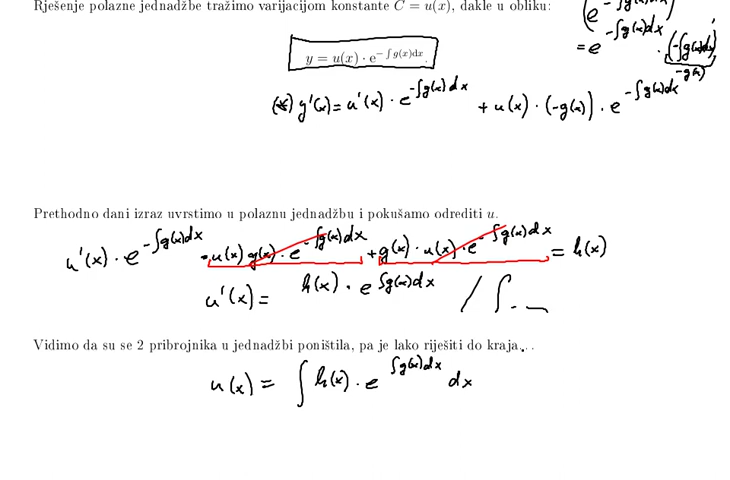 Rješenje polazne jednadžbe tražimo varijacijom konstante C = u(x), dakle u obliku:
(e^{-∫g(x)dx})'
= e^{-∫g(x)dx} · (-∫g(x)dx)'
-g(x)
y = u(x) · e^{-∫g(x)dx}.
(*) y'(x) = u'(x) · e^{-∫g(x)dx} + u(x) · (-g(x)) · e^{-∫g(x)dx}
Prethodno dani izraz uvrstimo u polaznu jednadžbu i pokušamo odrediti u.
u'(x) · e^{-∫g(x)dx} - u(x) g(x) · e^{-∫g(x)dx} + g(x) · u(x) · e^{-∫g(x)dx} = h(x)
u'(x) = h(x) · e^{∫g(x)dx} / ∫...
Vidimo da su se 2 pribrojnika u jednadžbi poništila, pa je lako riješiti do kraja...
u(x) = ∫ h(x) · e^{∫g(x)dx} dx